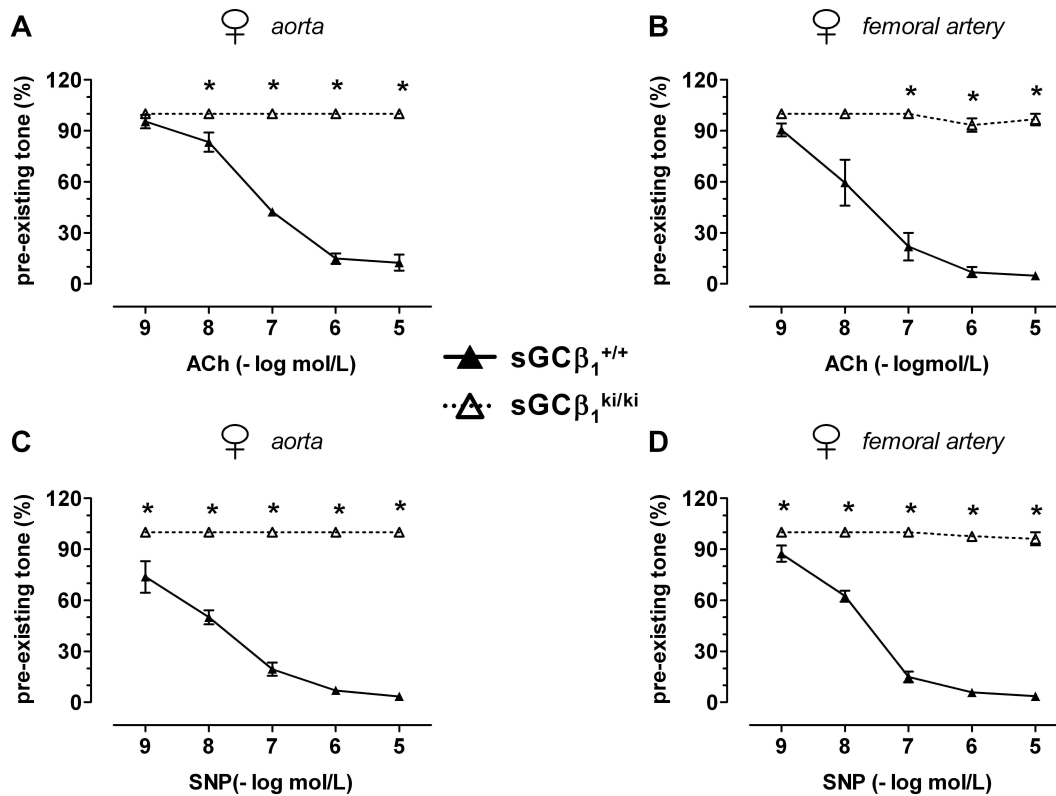 A ♀ aorta
B ♀ femoral artery
* * * *
* * *
pre-existing tone (%)
120
90
60
30
0
9 8 7 6 5
ACh (- log mol/L)
pre-existing tone (%)
120
90
60
30
0
9 8 7 6 5
ACh (- logmol/L)
sGCβ₁⁺/⁺
sGCβ₁ᵏⁱ/ᵏⁱ
C ♀ aorta
D ♀ femoral artery
* * * * *
* * * * *
pre-existing tone (%)
120
90
60
30
0
9 8 7 6 5
SNP(- log mol/L)
pre-existing tone (%)
120
90
60
30
0
9 8 7 6 5
SNP (- log mol/L)